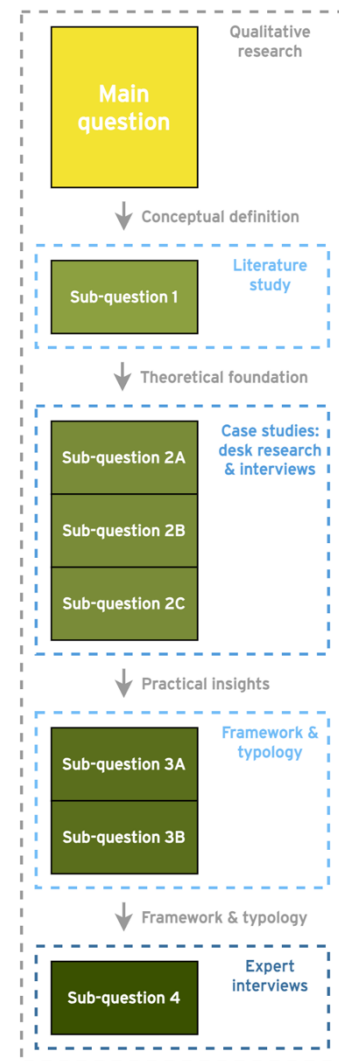 Qualitative
research
Main
question
Conceptual definition
Literature
study
Sub-question 1
Theoretical foundation
Case studies:
desk research
& interviews
Sub-question 2A
Sub-question 2B
Sub-question 2C
Practical insights
Framework &
typology
Sub-question 3A
Sub-question 3B
Framework & typology
Expert
interviews
Sub-question 4